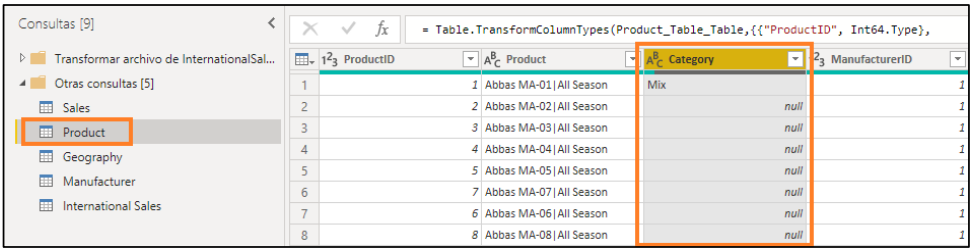 Consultas [9]
Transformar archivo de InternationalSal...
Otras consultas [5]
Sales
Product
Geography
Manufacturer
International Sales
fx = Table.TransformColumnTypes(Product_Table_Table,{{"ProductID", Int64.Type},
1²3 ProductID ABC Product ABC Category 1²3 ManufacturerID
1 1 Abbas MA-01|All Season Mix 1
2 2 Abbas MA-02|All Season null 1
3 3 Abbas MA-03|All Season null 1
4 4 Abbas MA-04|All Season null 1
5 5 Abbas MA-05|All Season null 1
6 7 Abbas MA-07|All Season null 1
7 6 Abbas MA-06|All Season null 1
8 8 Abbas MA-08|All Season null 1